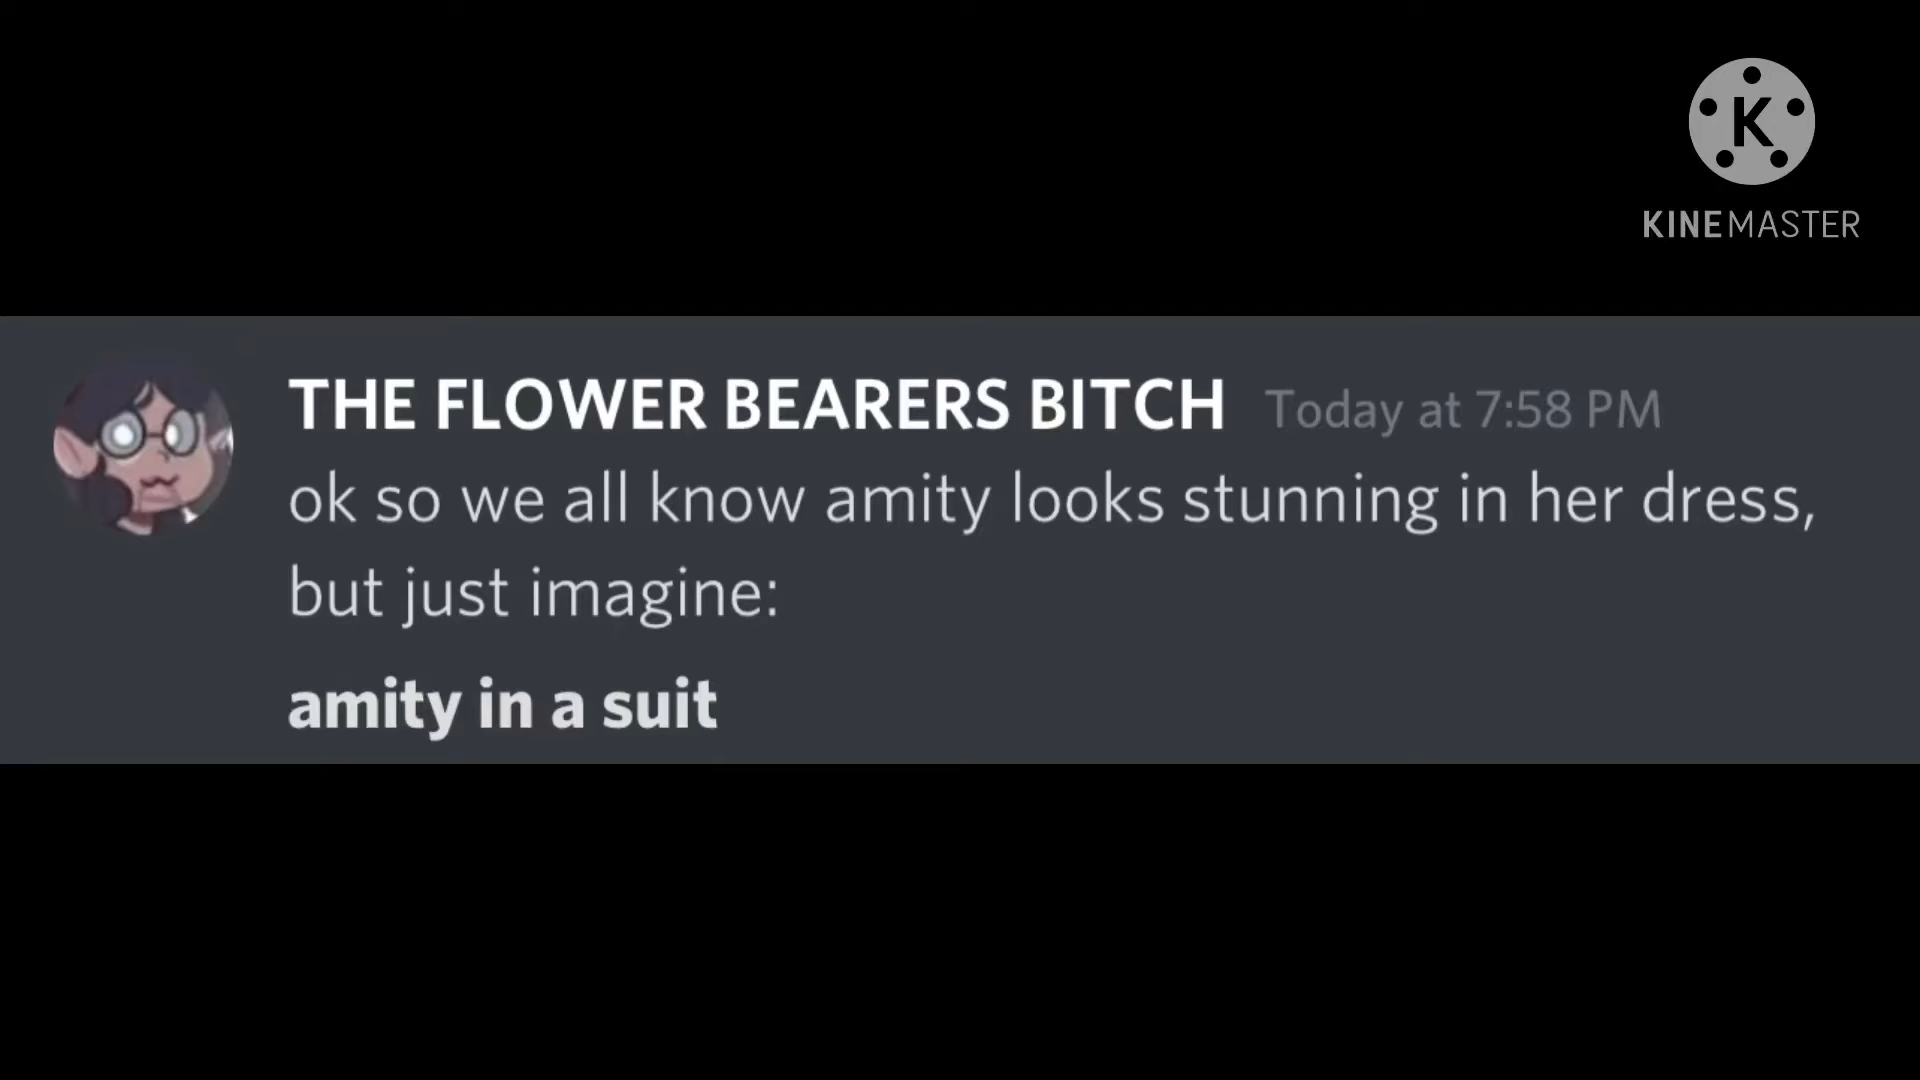 K
KINEMASTER
THE FLOWER BEARERS BITCH Today at 7:58 PM
ok so we all know amity looks stunning in her dress,
but just imagine:
amity in a suit